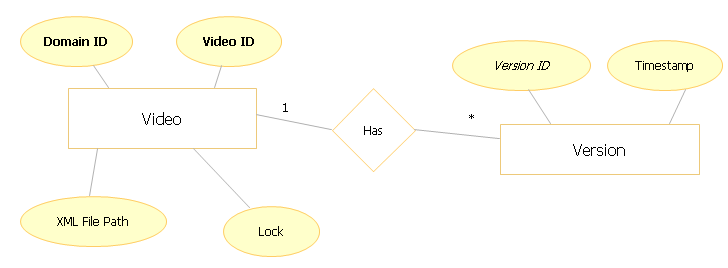 Domain ID
Video ID
Version ID
Timestamp
Video
1
Has
*
Version
XML File Path
Lock